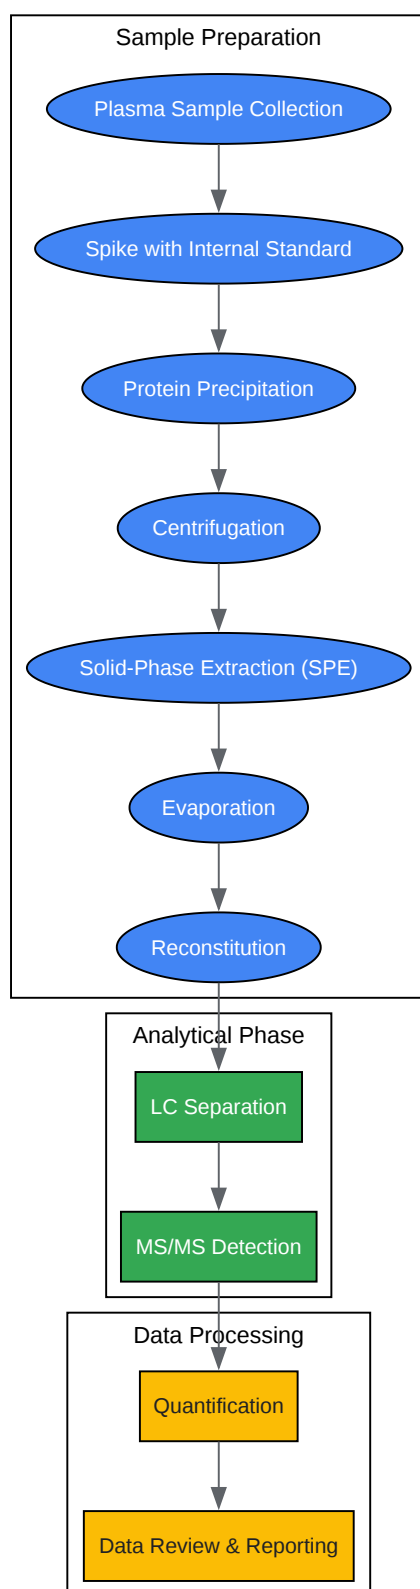 Sample Preparation
Plasma Sample Collection
Spike with Internal Standard
Protein Precipitation
Centrifugation
Solid-Phase Extraction (SPE)
Evaporation
Reconstitution
Analytical Phase
LC Separation
MS/MS Detection
Data Processing
Quantification
Data Review & Reporting